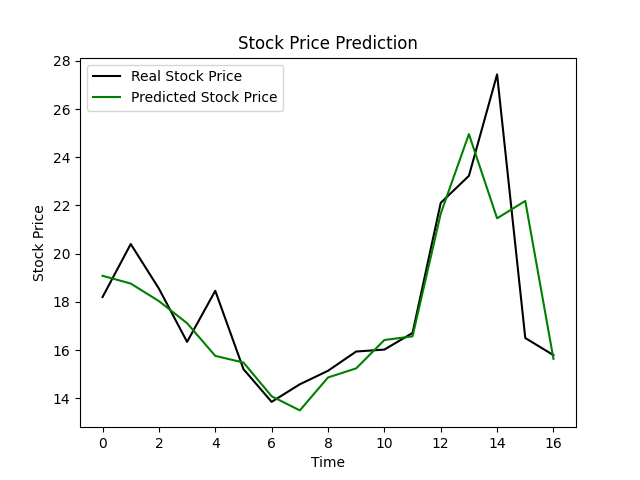 Stock Price Prediction
Real Stock Price
Predicted Stock Price
Stock Price
28
26
24
22
20
18
16
14
0 2 4 6 8 10 12 14 16
Time